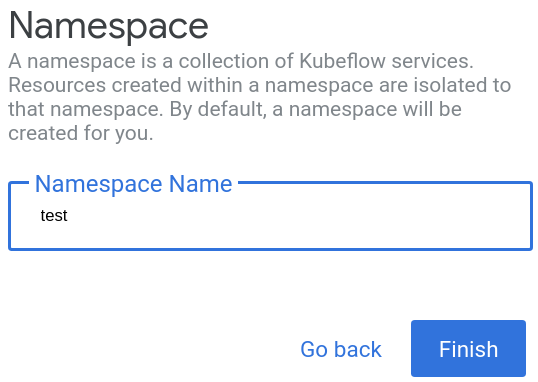 Namespace
A namespace is a collection of Kubeflow services.
Resources created within a namespace are isolated to
that namespace. By default, a namespace will be
created for you.
Namespace Name
test
Go back
Finish